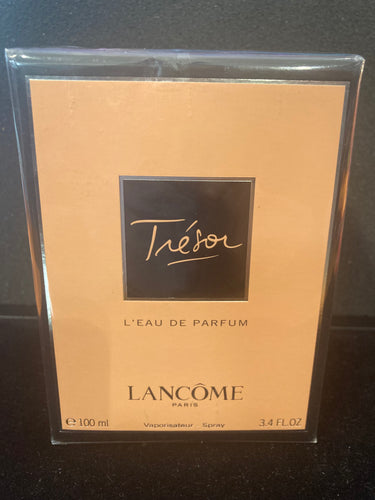 Trésor
L'EAU DE PARFUM
LANCÔME
PARIS
℮ 100 ml Vaporisateur - Spray 3.4 FL.OZ